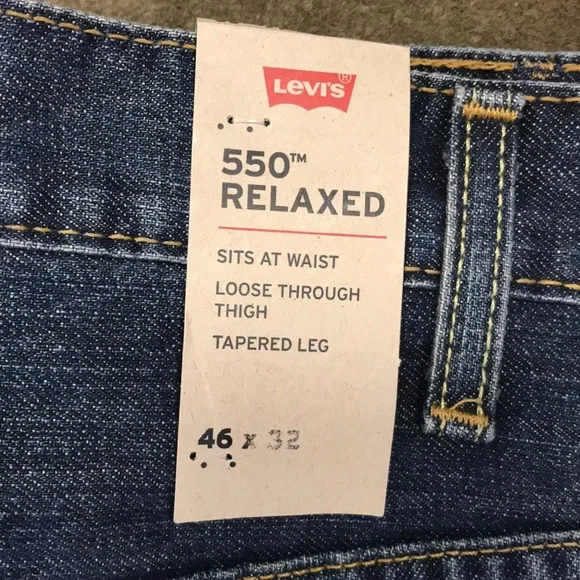 LEVI'S®
550™
RELAXED
SITS AT WAIST
LOOSE THROUGH
THIGH
TAPERED LEG
46 x 32